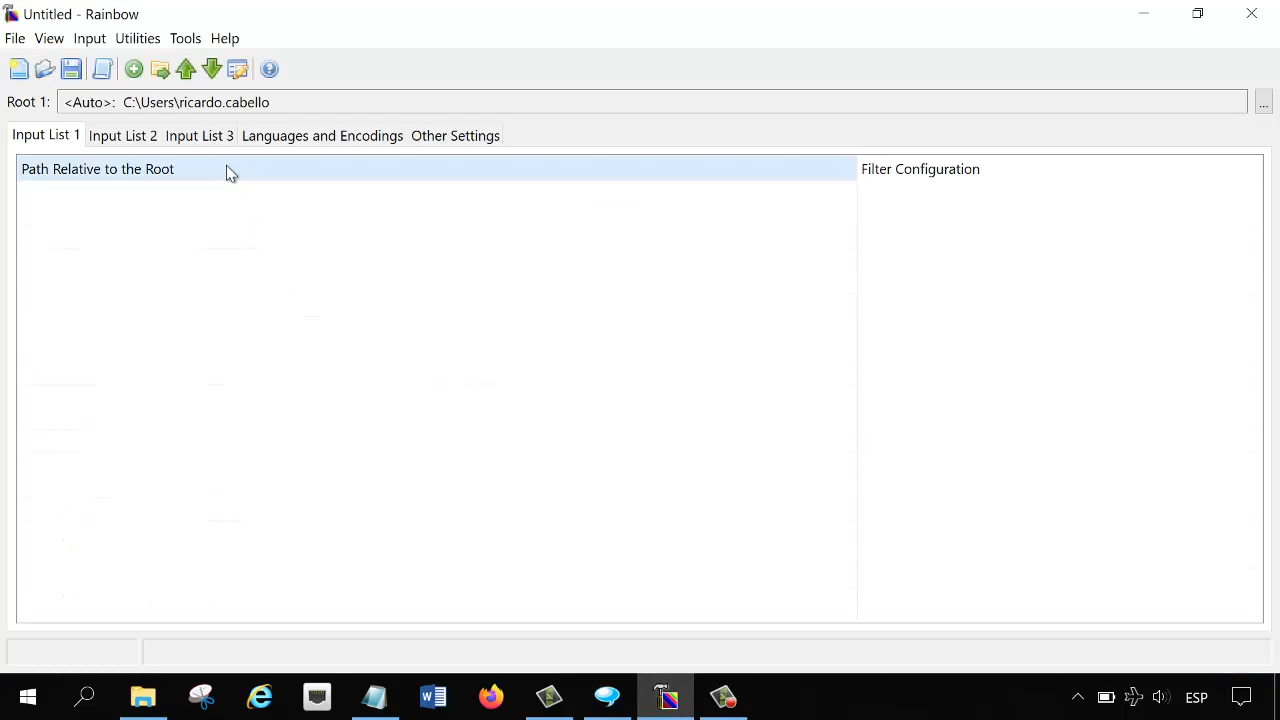 Untitled - Rainbow
File View Input Utilities Tools Help
Root 1: <Auto>: C:\Users\ricardo.cabello ...
Input List 1 Input List 2 Input List 3 Languages and Encodings Other Settings
Path Relative to the Root Filter Configuration
ESP